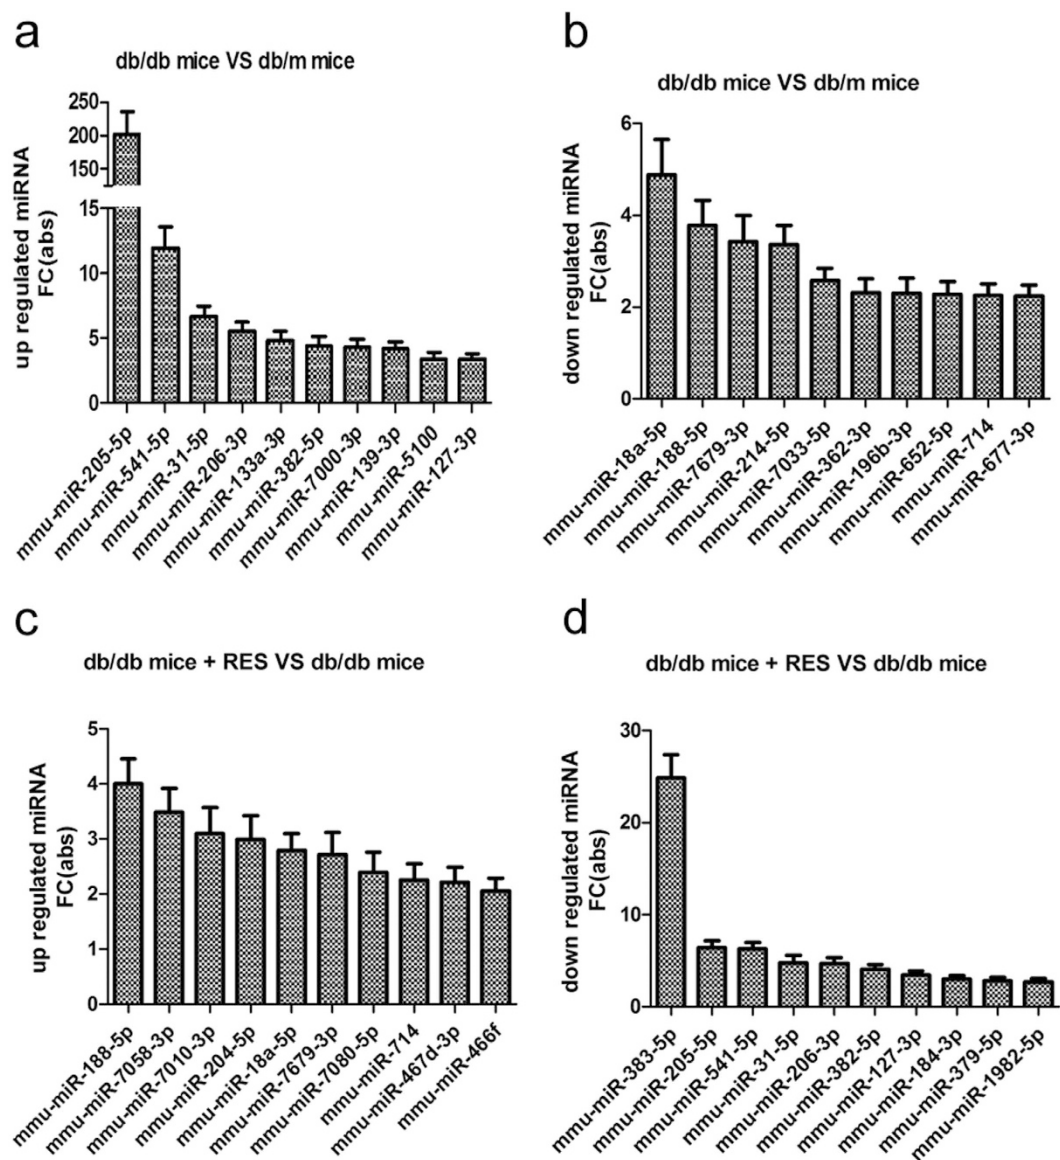 a
db/db mice VS db/m mice
up regulated miRNA
FC(abs)
250
200
150
15
10
5
0
mmu-miR-205-5p
mmu-miR-541-5p
mmu-miR-31-5p
mmu-miR-206-3p
mmu-miR-133a-3p
mmu-miR-382-5p
mmu-miR-7000-3p
mmu-miR-139-3p
mmu-miR-5100
mmu-miR-127-3p
b
db/db mice VS db/m mice
down regulated miRNA
FC(abs)
6
4
2
0
mmu-miR-18a-5p
mmu-miR-188-5p
mmu-miR-7679-3p
mmu-miR-214-5p
mmu-miR-7033-5p
mmu-miR-362-3p
mmu-miR-196b-3p
mmu-miR-652-5p
mmu-miR-714
mmu-miR-677-3p
c
db/db mice + RES VS db/db mice
up regulated miRNA
FC(abs)
5
4
3
2
1
0
mmu-miR-188-5p
mmu-miR-7058-3p
mmu-miR-7010-3p
mmu-miR-204-5p
mmu-miR-18a-5p
mmu-miR-7679-3p
mmu-miR-7080-5p
mmu-miR-714
mmu-miR-467d-3p
mmu-miR-466f
d
db/db mice + RES VS db/db mice
down regulated miRNA
FC(abs)
30
20
10
0
mmu-miR-383-5p
mmu-miR-205-5p
mmu-miR-541-5p
mmu-miR-31-5p
mmu-miR-206-3p
mmu-miR-382-5p
mmu-miR-127-3p
mmu-miR-184-3p
mmu-miR-379-5p
mmu-miR-1982-5p